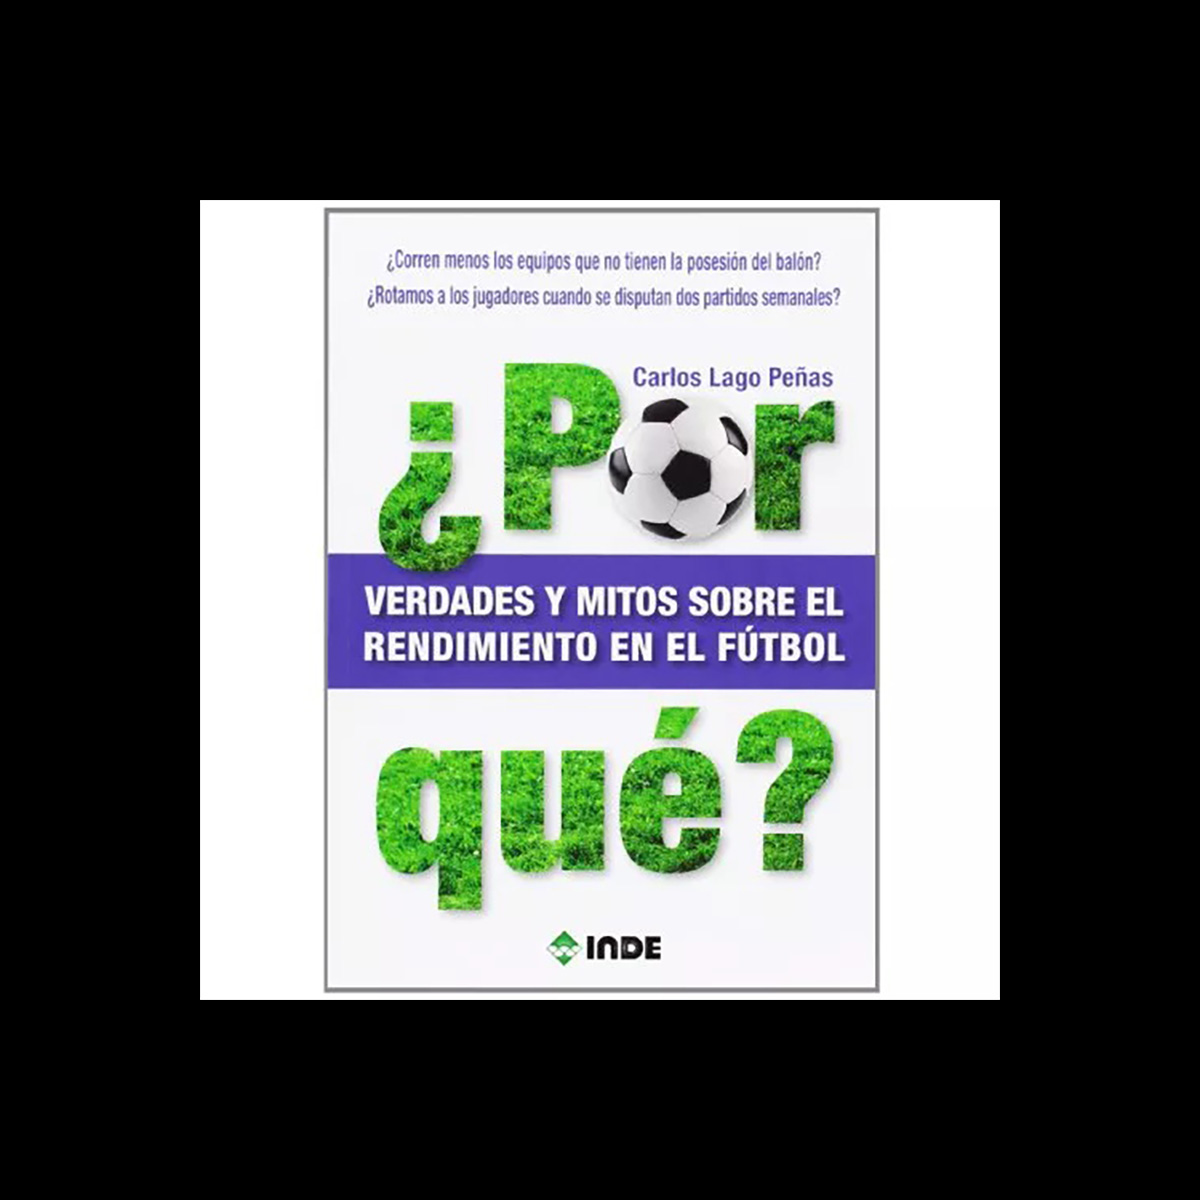 ¿Corren menos los equipos que no tienen la posesión del balón?
¿Rotamos a los jugadores cuando se disputan dos partidos semanales?
Carlos Lago Peñas
¿Por
VERDADES Y MITOS SOBRE EL
RENDIMIENTO EN EL FÚTBOL
qué?
INDE